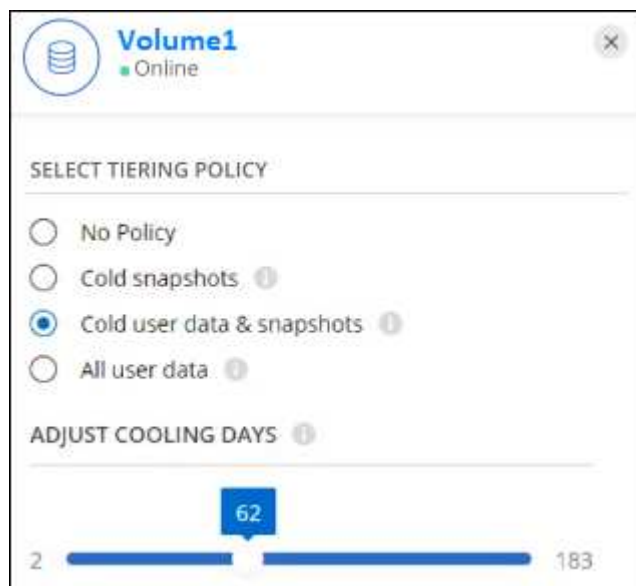 Volume1
Online
SELECT TIERING POLICY
No Policy
Cold snapshots
Cold user data & snapshots
All user data
ADJUST COOLING DAYS
62
2 183